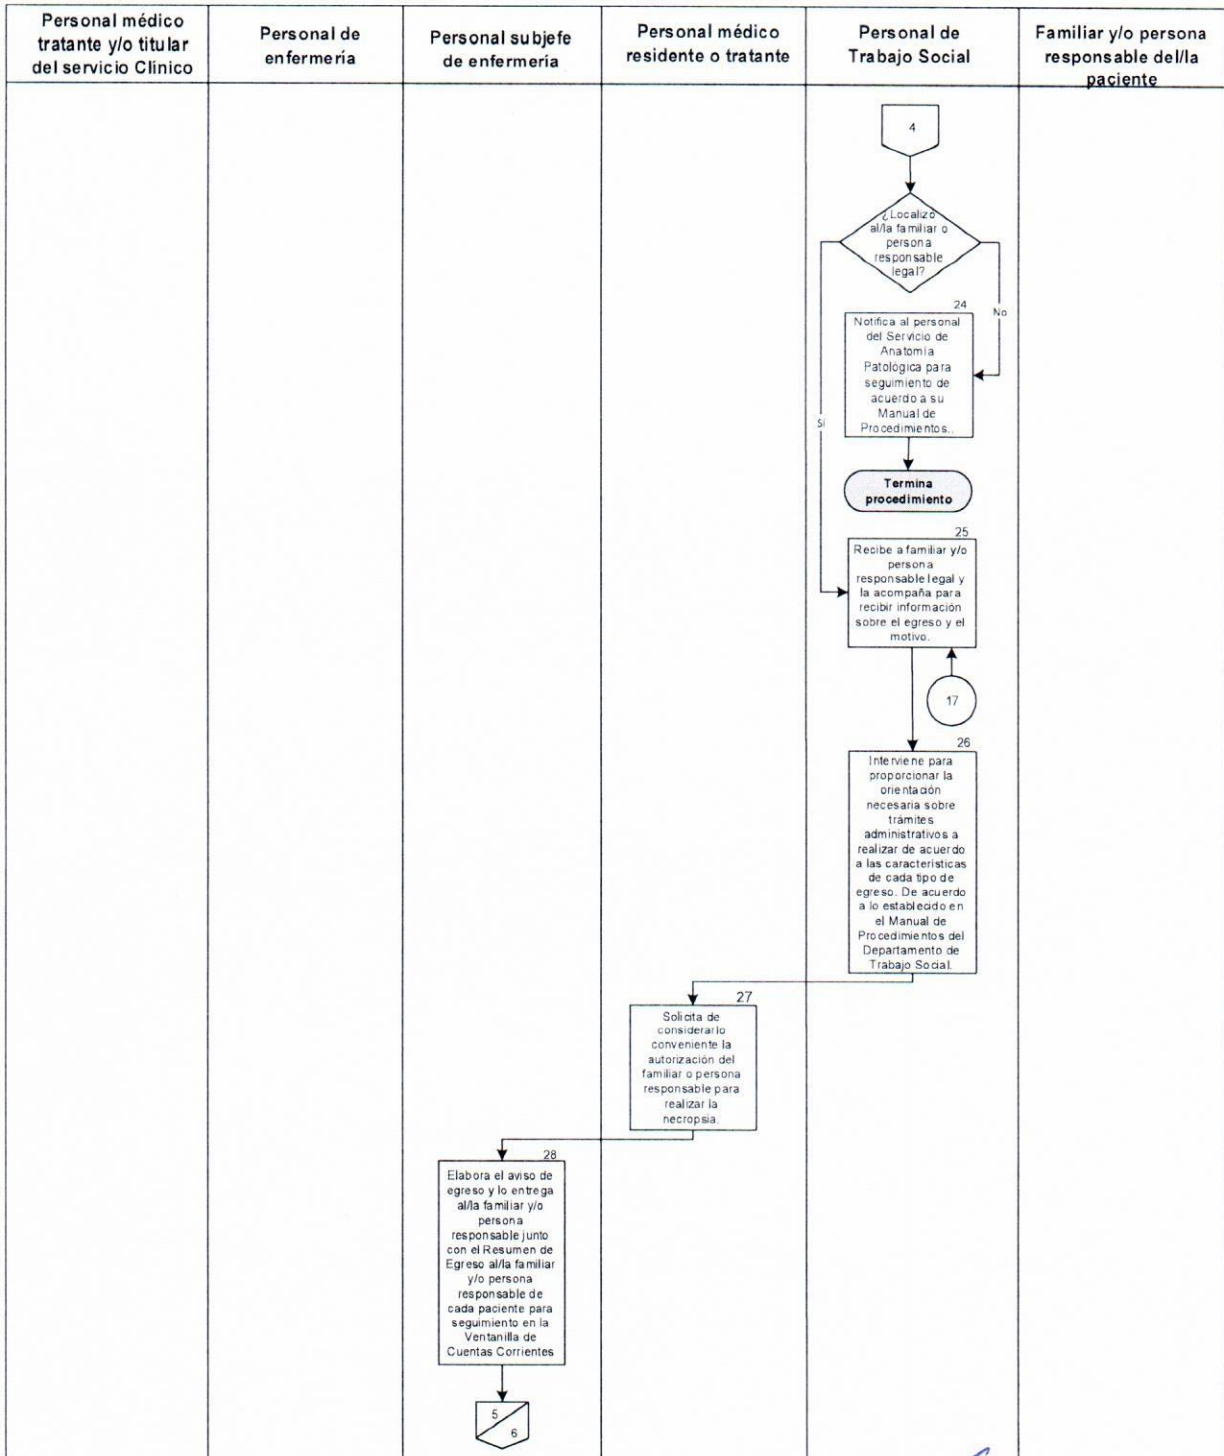 Personal médico
tratante y/o titular
del servicio Clínico
Personal de
enfermería
Personal subjefe
de enfermería
Personal médico
residente o tratante
Personal de
Trabajo Social
Familiar y/o persona
responsable del/la
paciente
4
¿Localizó
al/la familiar o
persona
responsable
legal?
No
Sí
24
Notifica al personal
del Servicio de
Anatomía
Patológica para
seguimiento de
acuerdo a su
Manual de
Procedimientos..
Termina
procedimiento
25
Recibe a familiar y/o
persona
responsable legal y
la acompaña para
recibir información
sobre el egreso y el
motivo.
17
26
Interviene para
proporcionar la
orientación
necesaria sobre
trámites
administrativos a
realizar de acuerdo
a las características
de cada tipo de
egreso. De acuerdo
a lo establecido en
el Manual de
Procedimientos del
Departamento de
Trabajo Social.
27
Solicita de
considerarlo
conveniente la
autorización del
familiar o persona
responsable para
realizar la
necropsia.
28
Elabora el aviso de
egreso y lo entrega
al/la familiar y/o
persona
responsable junto
con el Resumen de
Egreso al/la familiar
y/o persona
responsable de
cada paciente para
seguimiento en la
Ventanilla de
Cuentas Corrientes
5
6